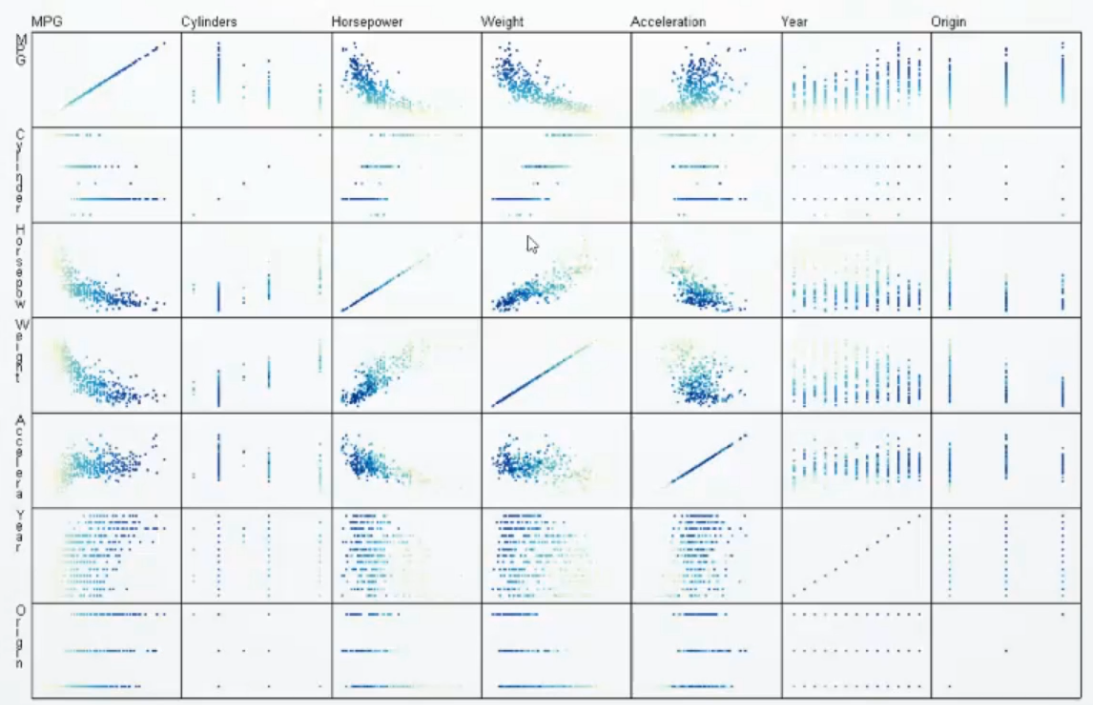 MPG Cylinders Horsepower Weight Acceleration Year Origin
MPG
Cylinder
Horsepow
Weight
Accelera
Year
Origin